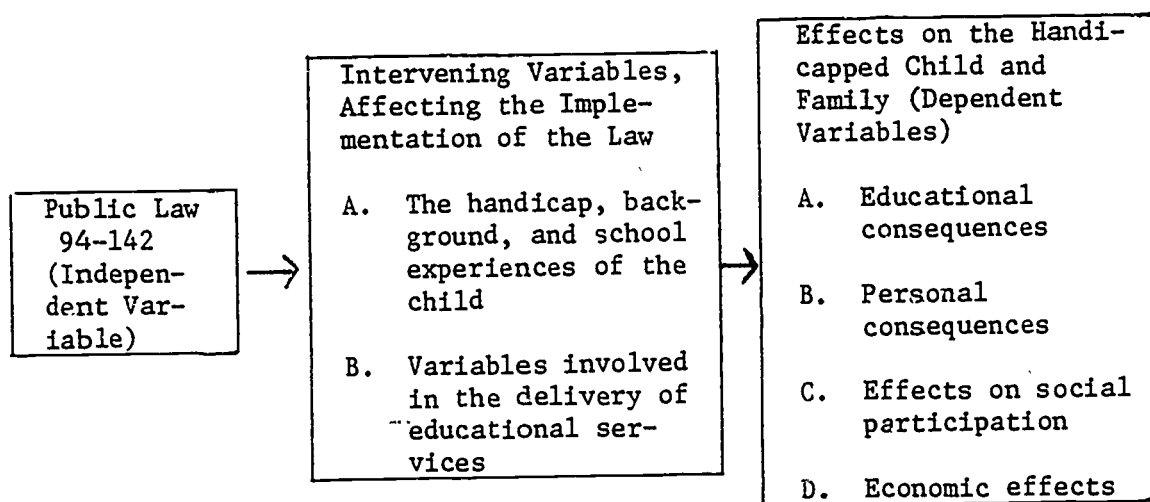 Public Law
94-142
(Indepen-
dent Var-
iable)
Intervening Variables,
Affecting the Imple-
mentation of the Law
A. The handicap, back-
ground, and school
experiences of the
child
B. Variables involved
in the delivery of
educational ser-
vices
Effects on the Handi-
capped Child and
Family (Dependent
Variables)
A. Educational
consequences
B. Personal
consequences
C. Effects on social
participation
D. Economic effects